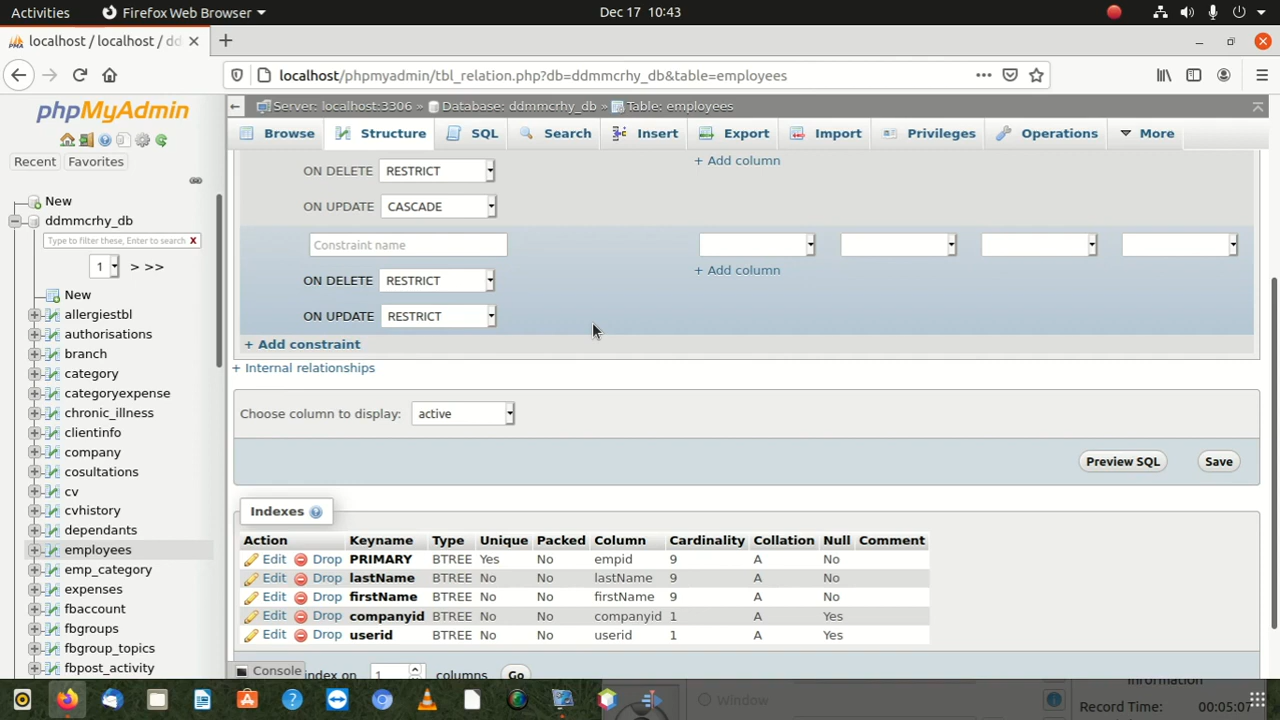 Activities Firefox Web Browser Dec 17 10:43
localhost / localhost / dd
localhost/phpmyadmin/tbl_relation.php?db=ddmmcrhy_db&table=employees
phpMyAdmin
Server: localhost:3306 » Database: ddmmcrhy_db » Table: employees
Browse Structure SQL Search Insert Export Import Privileges Operations More
Recent Favorites
New
ddmmcrhy_db
Type to filter these, Enter to search X
1 > >>
New
allergiestbl
authorisations
branch
category
categoryexpense
chronic_illness
clientinfo
company
cosultations
cv
cvhistory
dependants
employees
emp_category
expenses
fbaccount
fbgroups
fbgroup_topics
fbpost_activity
+ Add column
ON DELETE RESTRICT
ON UPDATE CASCADE
Constraint name
+ Add column
ON DELETE RESTRICT
ON UPDATE RESTRICT
+ Add constraint
+ Internal relationships
Choose column to display: active
Preview SQL Save
Indexes
Action Keyname Type Unique Packed Column Cardinality Collation Null Comment
Edit Drop PRIMARY BTREE Yes No empid 9 A No
Edit Drop lastName BTREE No No lastName 9 A No
Edit Drop firstName BTREE No No firstName 9 A No
Edit Drop companyid BTREE No No companyid 1 A Yes
Edit Drop userid BTREE No No userid 1 A Yes
Console index on 1 columns Go
Window
Information
Record Time: 00:05:07